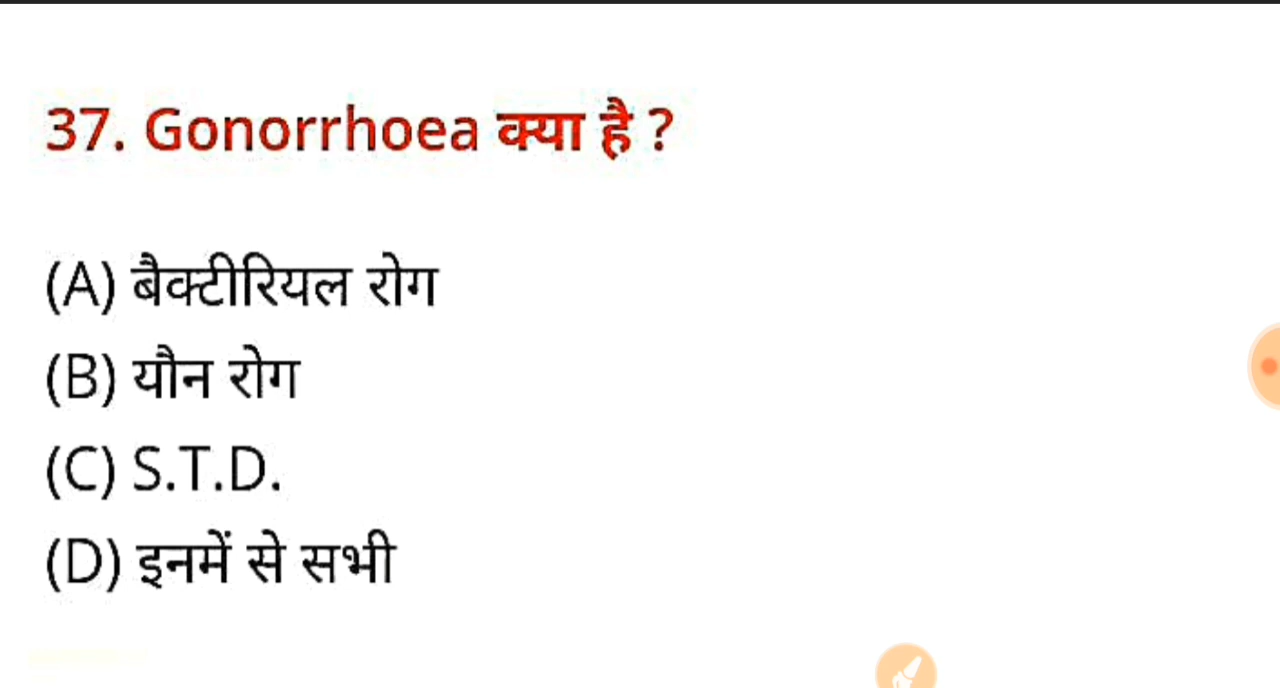 37. Gonorrhoea क्या है ?
(A) बैक्टीरियल रोग
(B) यौन रोग
(C) S.T.D.
(D) इनमें से सभी